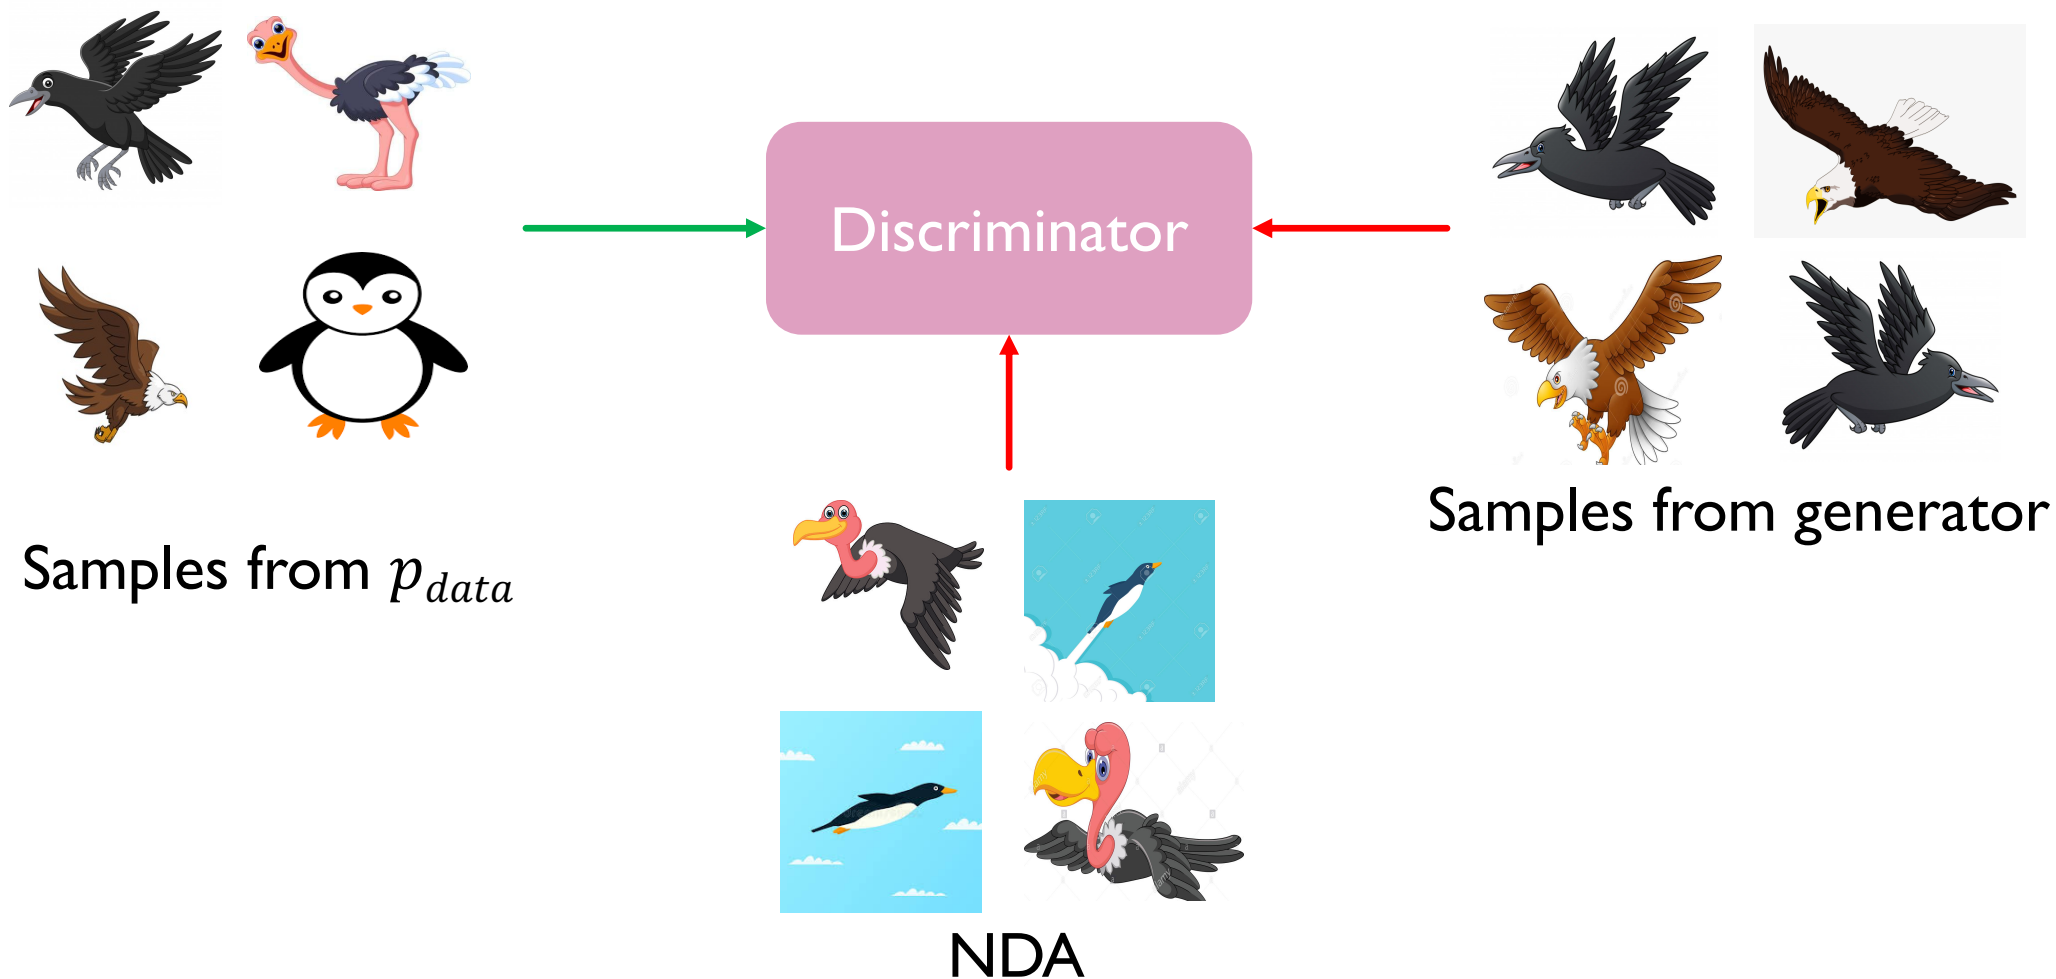 Discriminator
Samples from generator
Samples from p_data
NDA